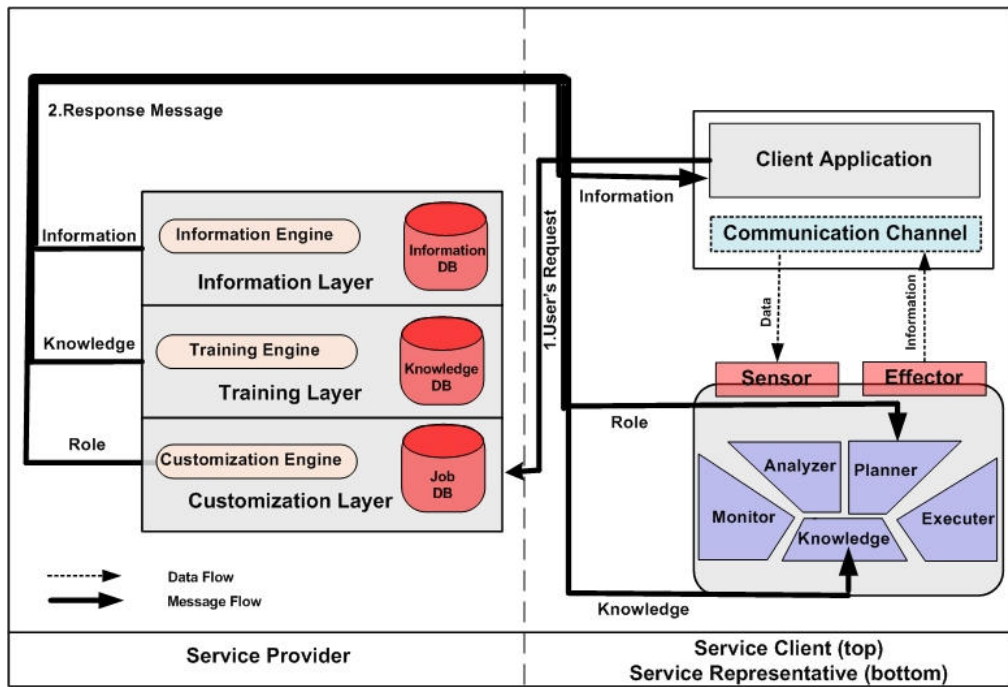 2.Response Message
Client Application
Information
Communication Channel
1.User's Request
Information
Information Engine
Information
DB
Information Layer
Data
Information
Knowledge
Training Engine
Knowledge
DB
Training Layer
Sensor
Effector
Role
Role
Customization Engine
Job
DB
Customization Layer
Analyzer
Planner
Monitor
Executer
Knowledge
Data Flow
Message Flow
Knowledge
Service Provider
Service Client (top)
Service Representative (bottom)